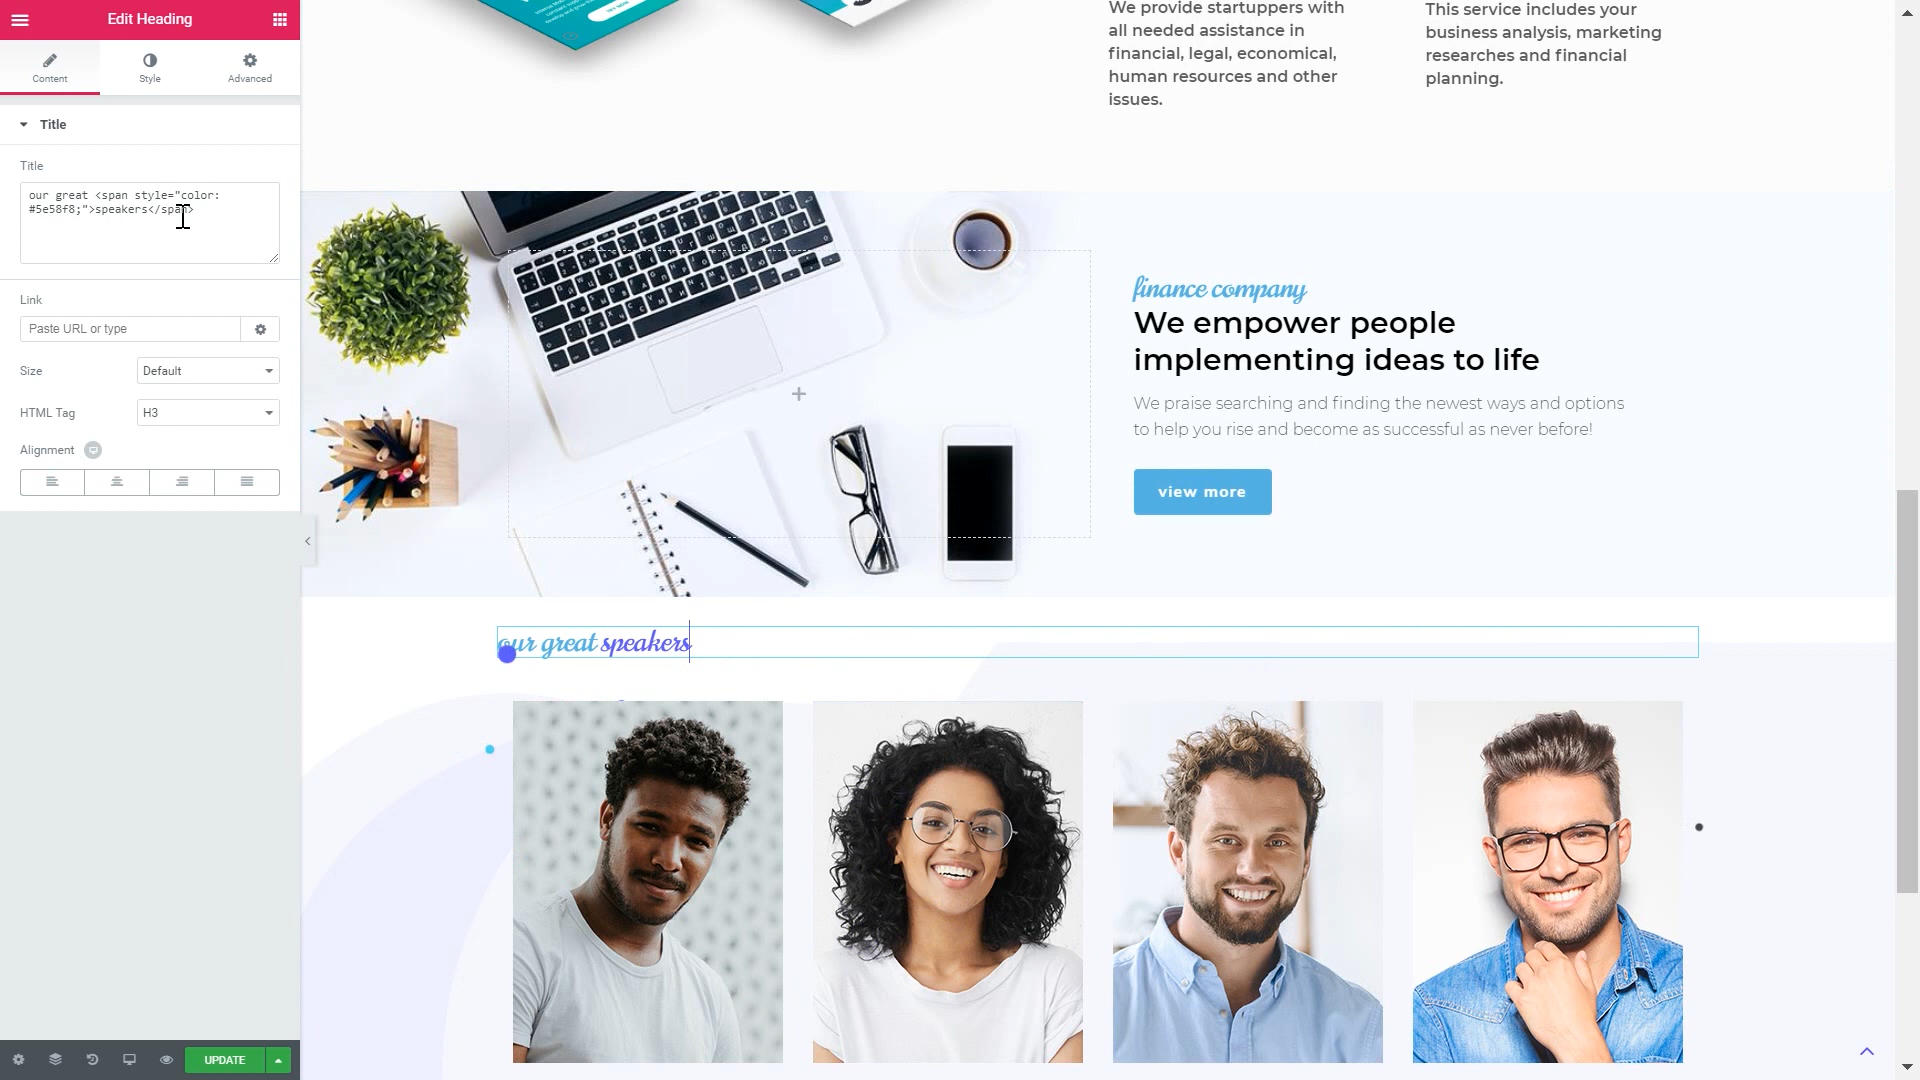 Edit Heading
Content
Style
Advanced
Title
Title
our great <span style="color:
#5e58f8;">speakers</span>
Link
Paste URL or type
Size
Default
HTML Tag
H3
Alignment
UPDATE
We provide startuppers with
all needed assistance in
financial, legal, economical,
human resources and other
issues.
This service includes your
business analysis, marketing
researches and financial
planning.
finance company
We empower people
implementing ideas to life
We praise searching and finding the newest ways and options
to help you rise and become as successful as never before!
view more
our great speakers